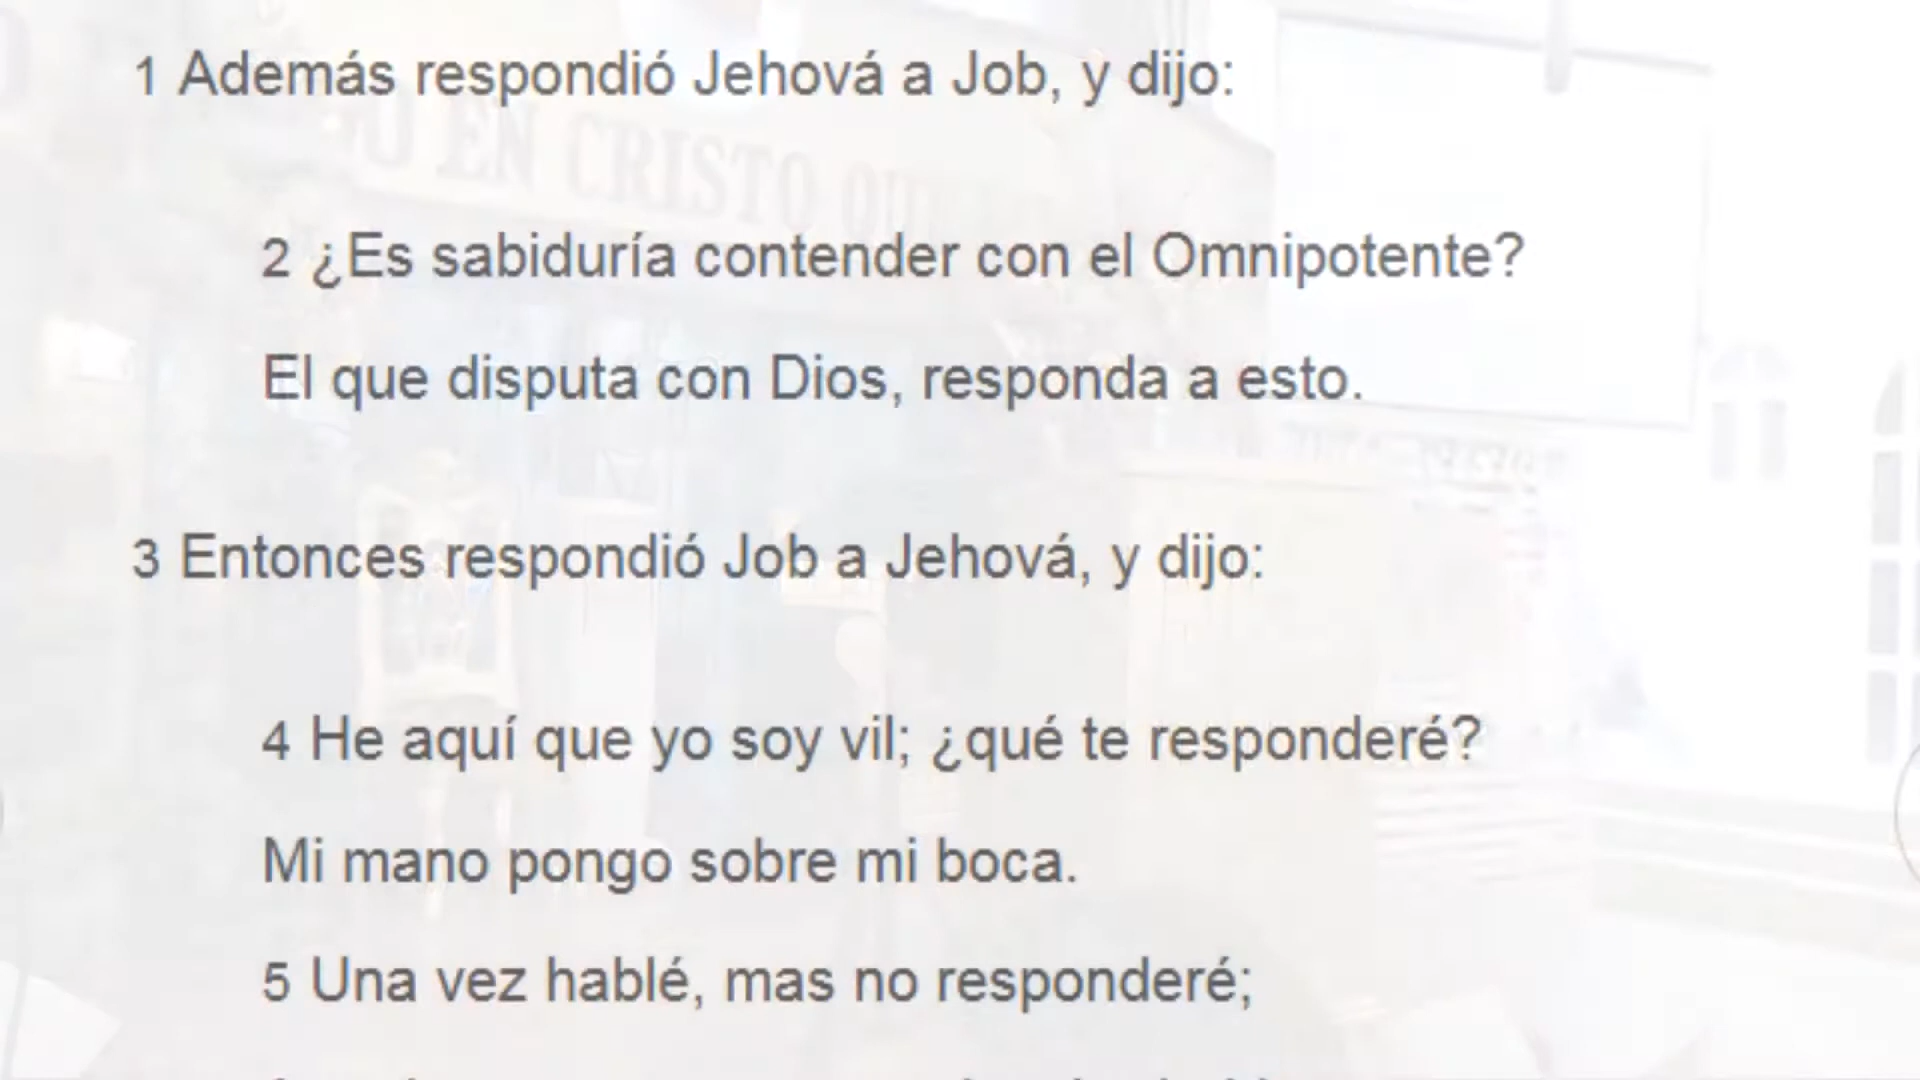 1 Además respondió Jehová a Job, y dijo:
EN CRISTO
2 ¿Es sabiduría contender con el Omnipotente?
El que disputa con Dios, responda a esto.
3 Entonces respondió Job a Jehová, y dijo:
4 He aquí que yo soy vil; ¿qué te responderé?
Mi mano pongo sobre mi boca.
5 Una vez hablé, mas no responderé;